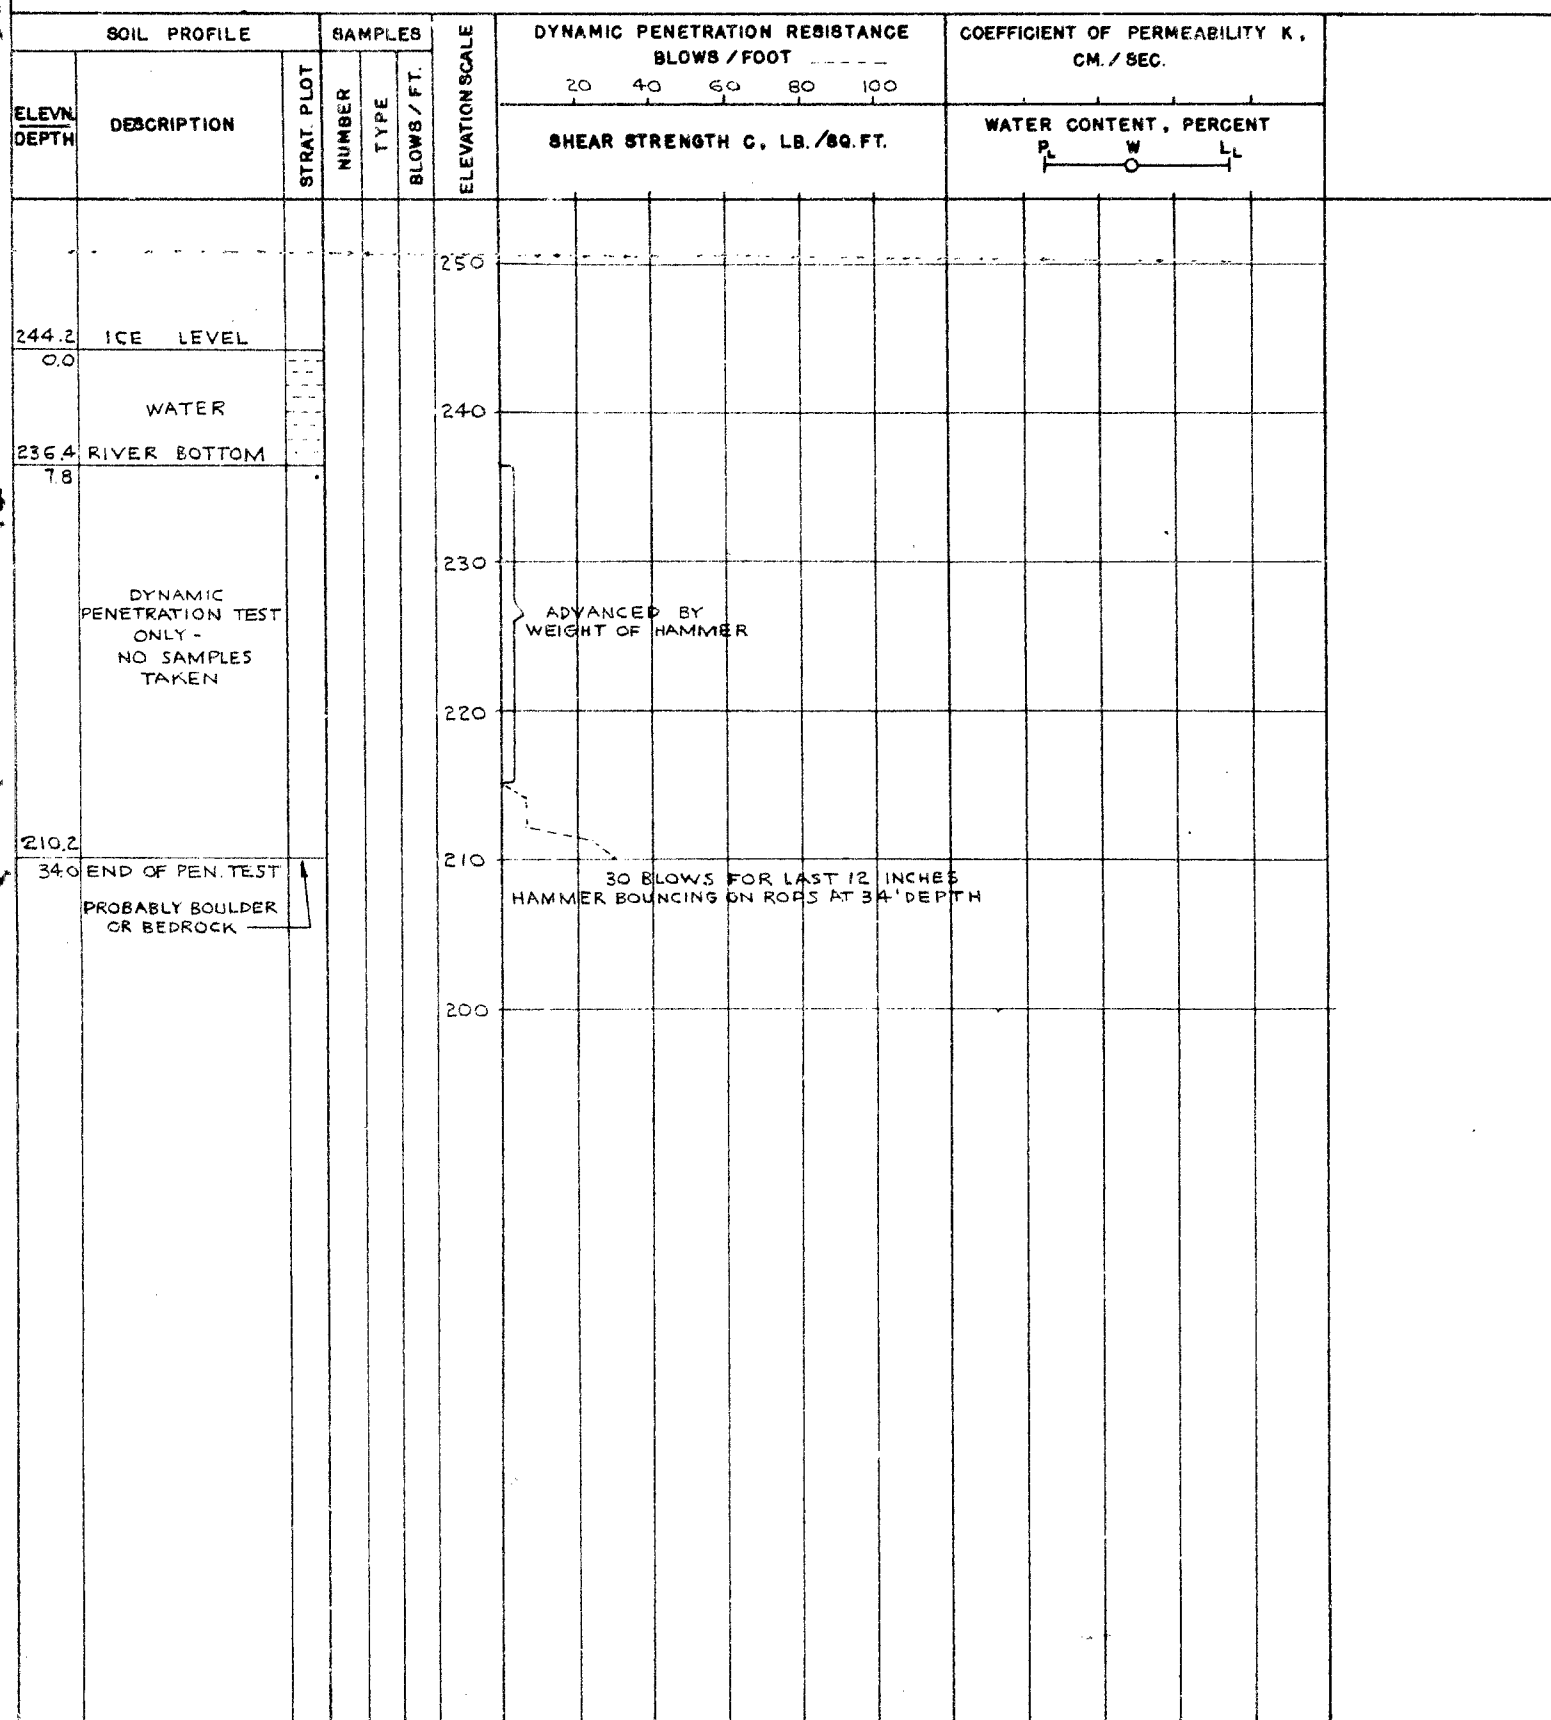 SOIL PROFILE
SAMPLES
ELEVATION SCALE
DYNAMIC PENETRATION RESISTANCE
BLOWS / FOOT
20 40 60 80 100
COEFFICIENT OF PERMEABILITY K,
CM. / SEC.
ELEVN.
DEPTH
DESCRIPTION
STRAT. PLOT
NUMBER
TYPE
BLOWS / FT.
SHEAR STRENGTH C, LB./SQ.FT.
WATER CONTENT, PERCENT
PL W LL
250
244.2 ICE LEVEL
0.0
WATER
240
236.4 RIVER BOTTOM
7.8
230
DYNAMIC
PENETRATION TEST
ONLY -
NO SAMPLES
TAKEN
ADVANCED BY
WEIGHT OF HAMMER
220
210.2
210
34.0 END OF PEN. TEST
PROBABLY BOULDER
OR BEDROCK
30 BLOWS FOR LAST 12 INCHES
HAMMER BOUNCING ON RODS AT 34' DEPTH
200